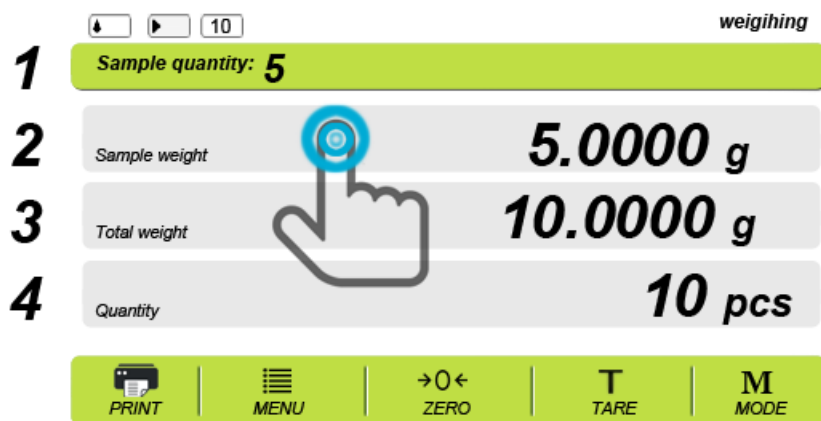 10
weigihing
1
Sample quantity: 5
2
Sample weight 5.0000 g
3
Total weight 10.0000 g
4
Quantity 10 pcs
PRINT MENU →0← ZERO T TARE M MODE